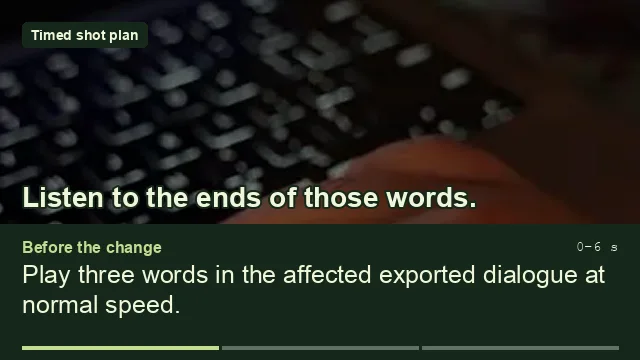 Timed shot plan
Listen to the ends of those words.
Before the change
0–6 s
Play three words in the affected exported dialogue at
normal speed.